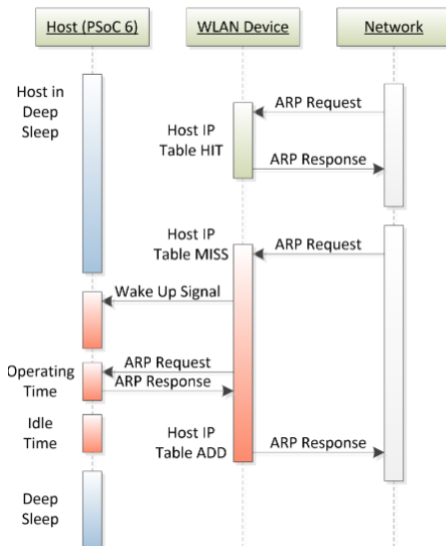 Host (PSoC 6)
WLAN Device
Network
Host in
Deep
Sleep
ARP Request
Host IP
Table HIT
ARP Response
Host IP
Table MISS
ARP Request
Wake Up Signal
Operating
Time
ARP Request
ARP Response
Idle
Time
Host IP
Table ADD
ARP Response
Deep
Sleep